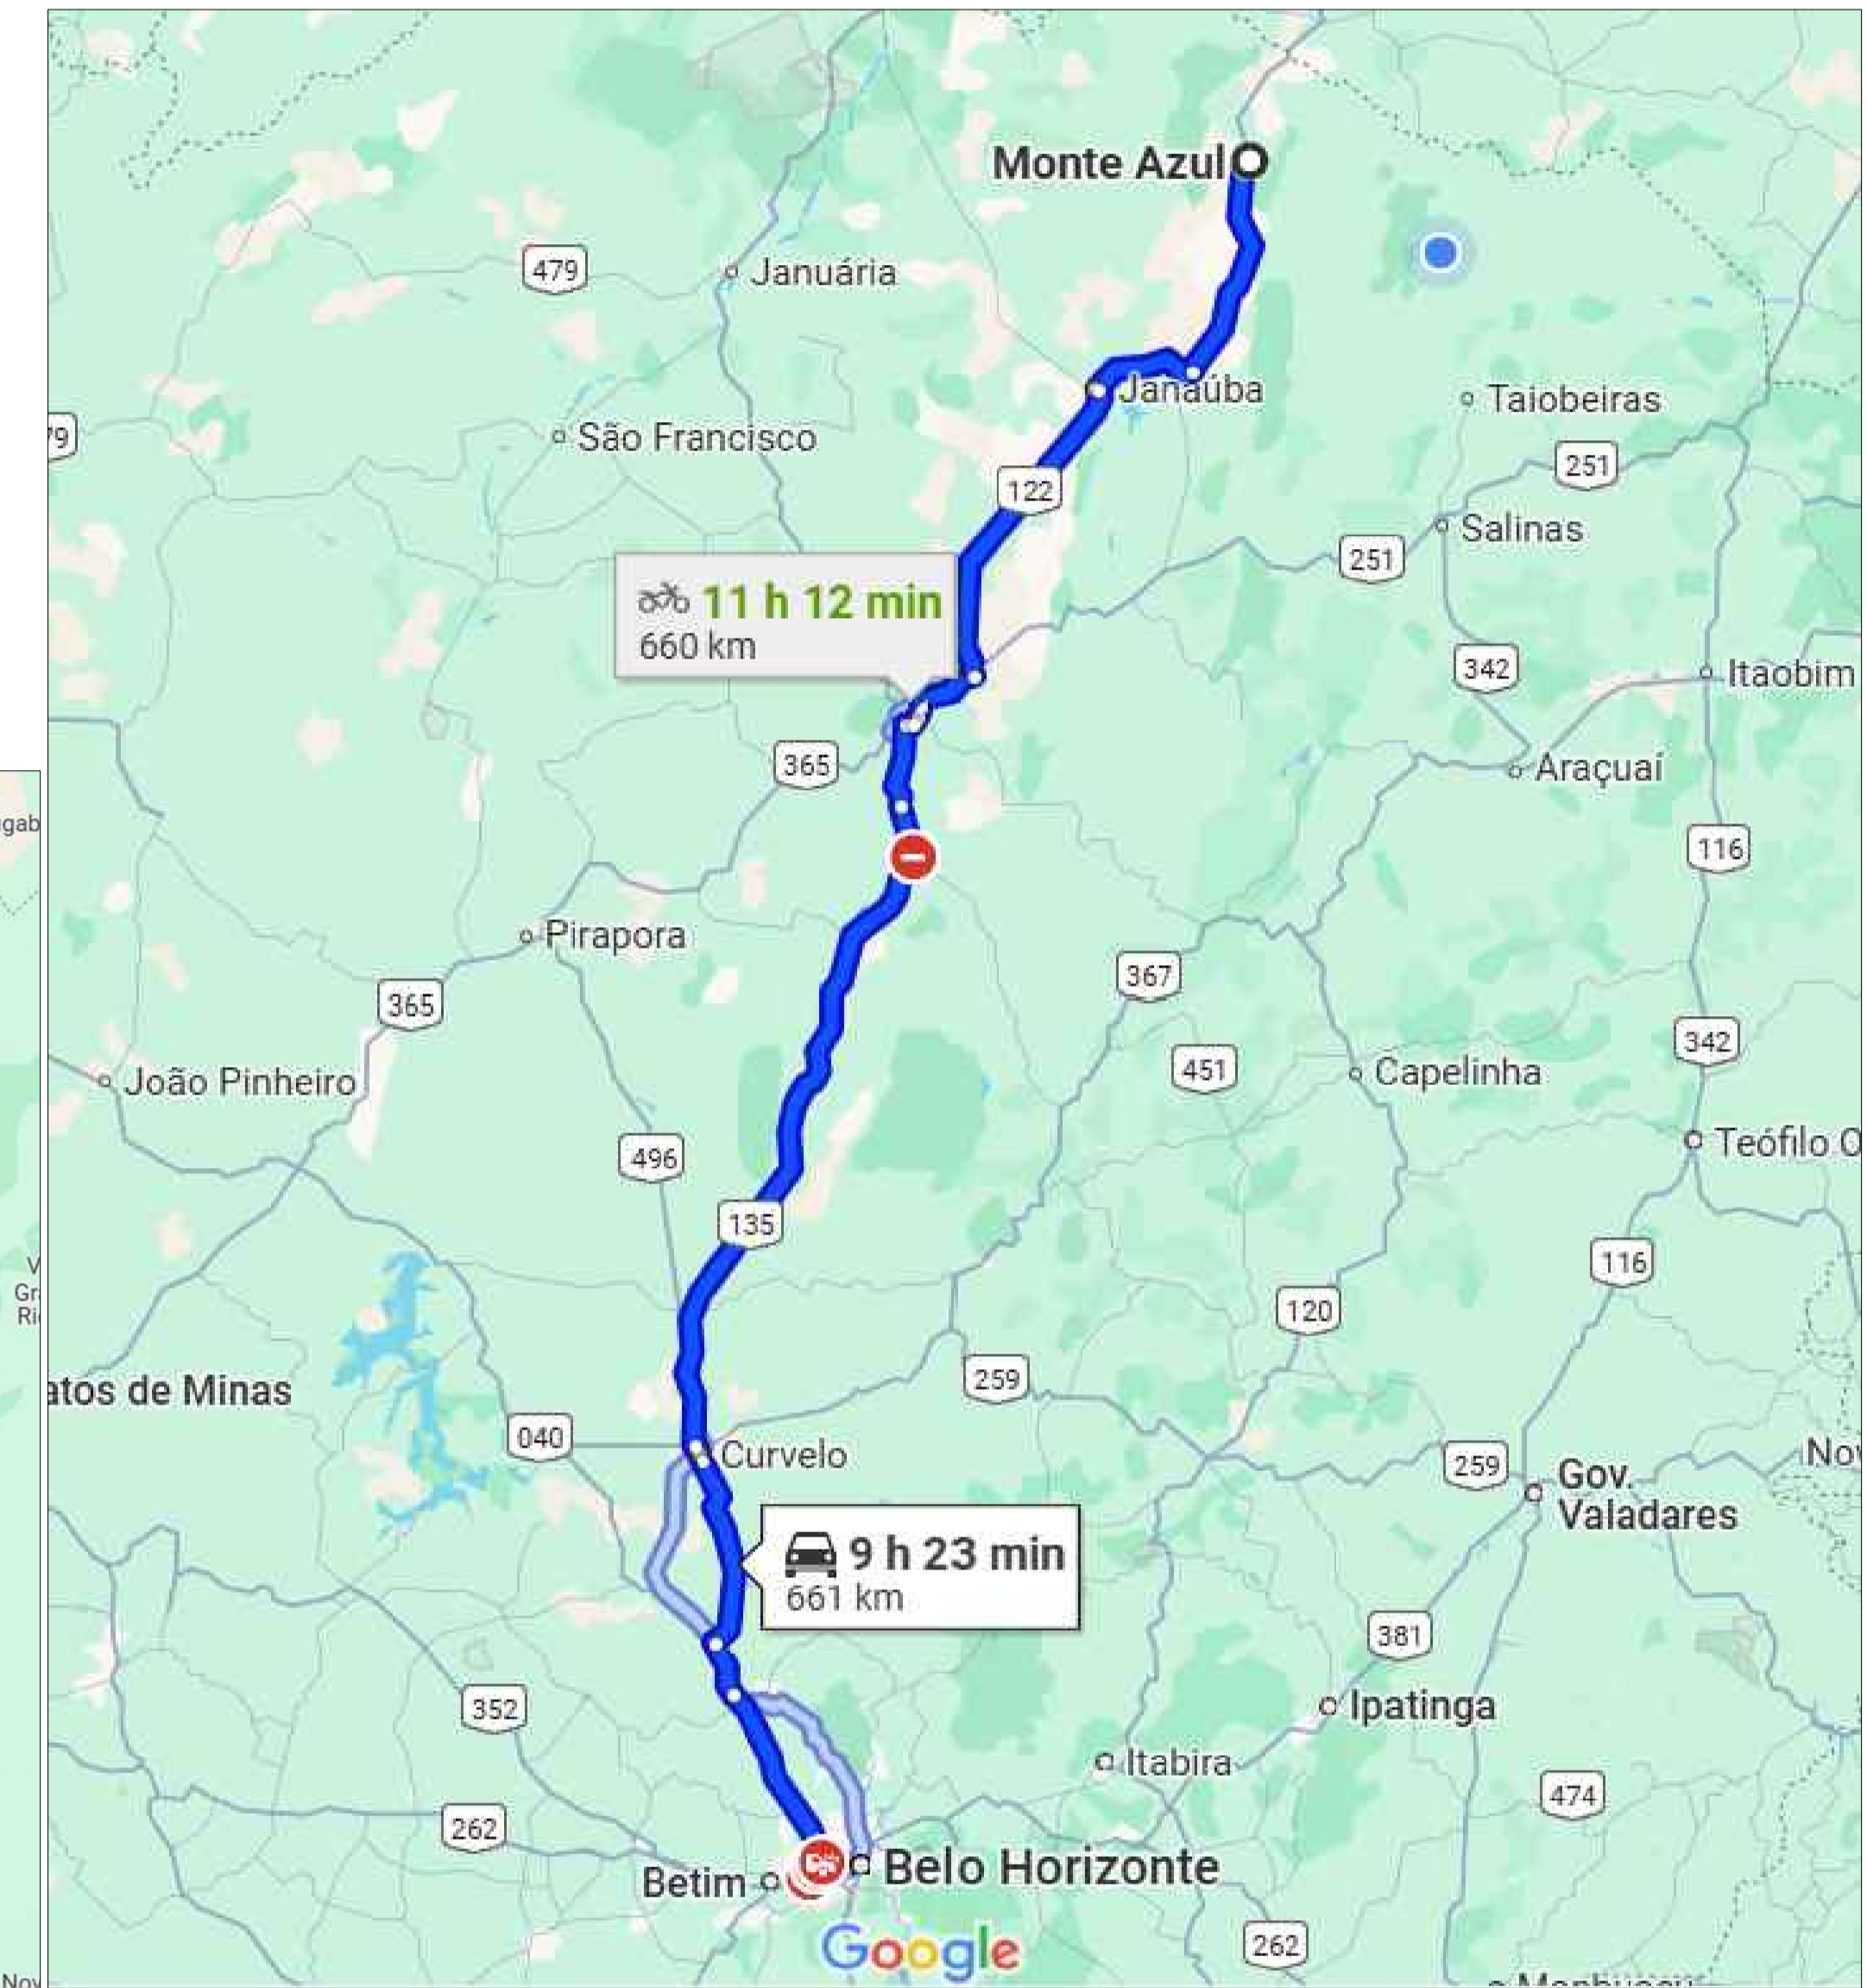 Monte Azul
479
Januária
Janaúba
Taiobeiras
São Francisco
251
122
Salinas
251
11 h 12 min
660 km
342
Itaobim
365
Araçuaí
116
Pirapora
367
365
342
451
João Pinheiro
Capelinha
Teófilo O
496
135
116
120
259
atos de Minas
040
Curvelo
259
Gov.
Valadares
Nov
9 h 23 min
661 km
381
352
Ipatinga
Itabira
474
262
Belo Horizonte
Betim
Google
262
gab
Nov